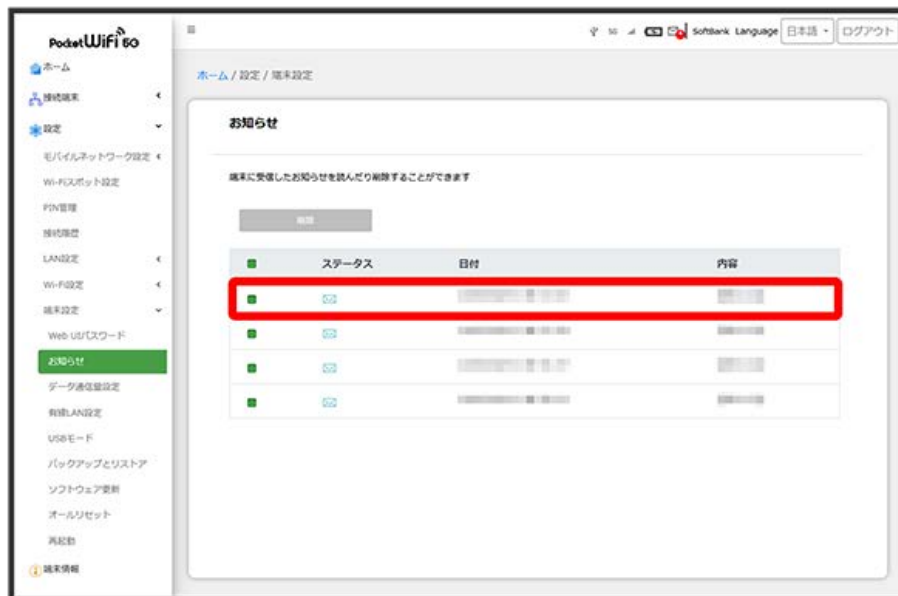 Pocket WiFi 5G
5G
SoftBank Language 日本語 ログアウト
ホーム
接続端末
設定
モバイルネットワーク設定
Wi-Fiスポット設定
PIN管理
接続履歴
LAN設定
Wi-Fi設定
端末設定
Web UIパスワード
お知らせ
データ通信量設定
有線LAN設定
USBモード
バックアップとリストア
ソフトウェア更新
オールリセット
再起動
端末情報
ホーム / 設定 / 端末設定
お知らせ
端末に受信したお知らせを読んだり削除することができます
削除
ステータス 日付 内容